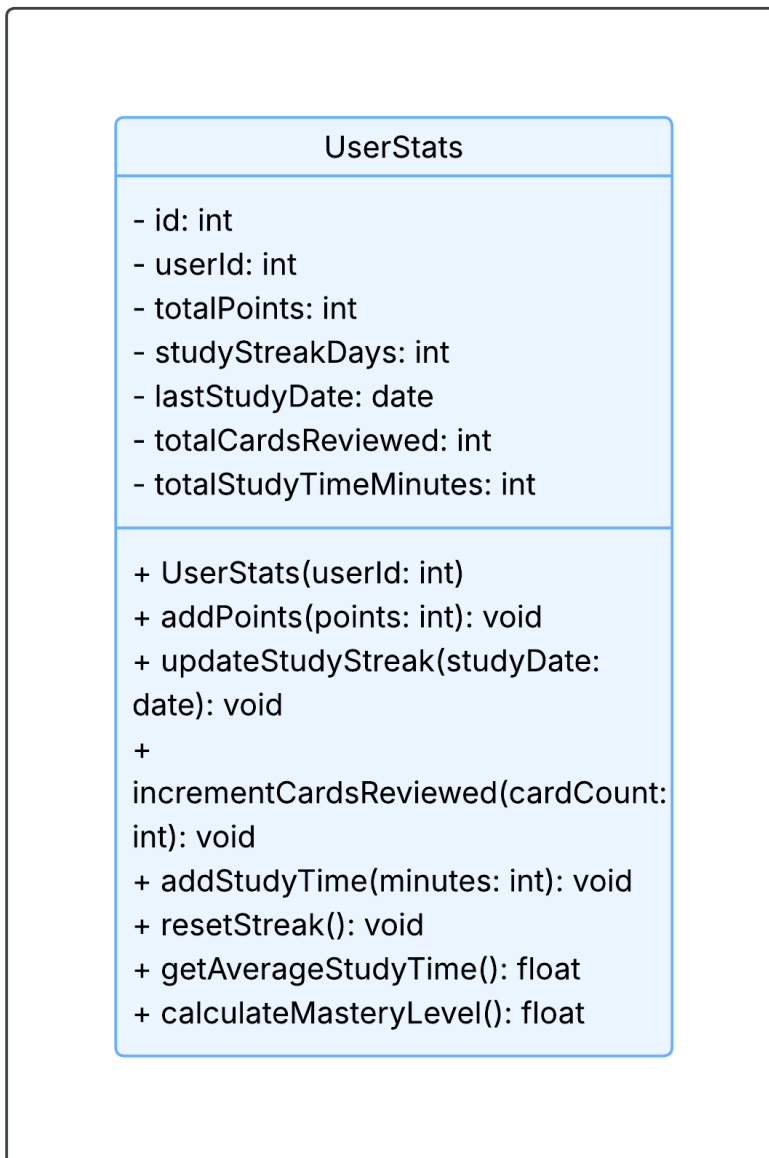 UserStats
- id: int
- userId: int
- totalPoints: int
- studyStreakDays: int
- lastStudyDate: date
- totalCardsReviewed: int
- totalStudyTimeMinutes: int
+ UserStats(userId: int)
+ addPoints(points: int): void
+ updateStudyStreak(studyDate:
date): void
+
incrementCardsReviewed(cardCount:
int): void
+ addStudyTime(minutes: int): void
+ resetStreak(): void
+ getAverageStudyTime(): float
+ calculateMasteryLevel(): float